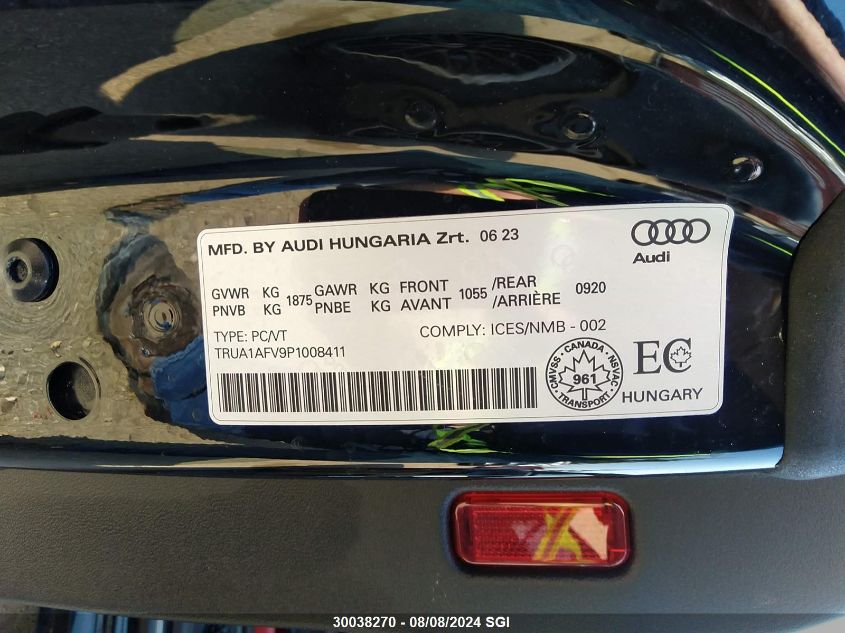 MFD. BY AUDI HUNGARIA Zrt. 06 23
Audi
GVWR KG 1875 GAWR KG FRONT 1055 /REAR 0920
PNVB KG PNBE KG AVANT /ARRIÈRE
TYPE: PC/VT COMPLY: ICES/NMB - 002
TRUA1AFV9P1008411
CANADA
CMVSS - NSVAC
961
TRANSPORT
EC
HUNGARY
30038270 - 08/08/2024 SGI